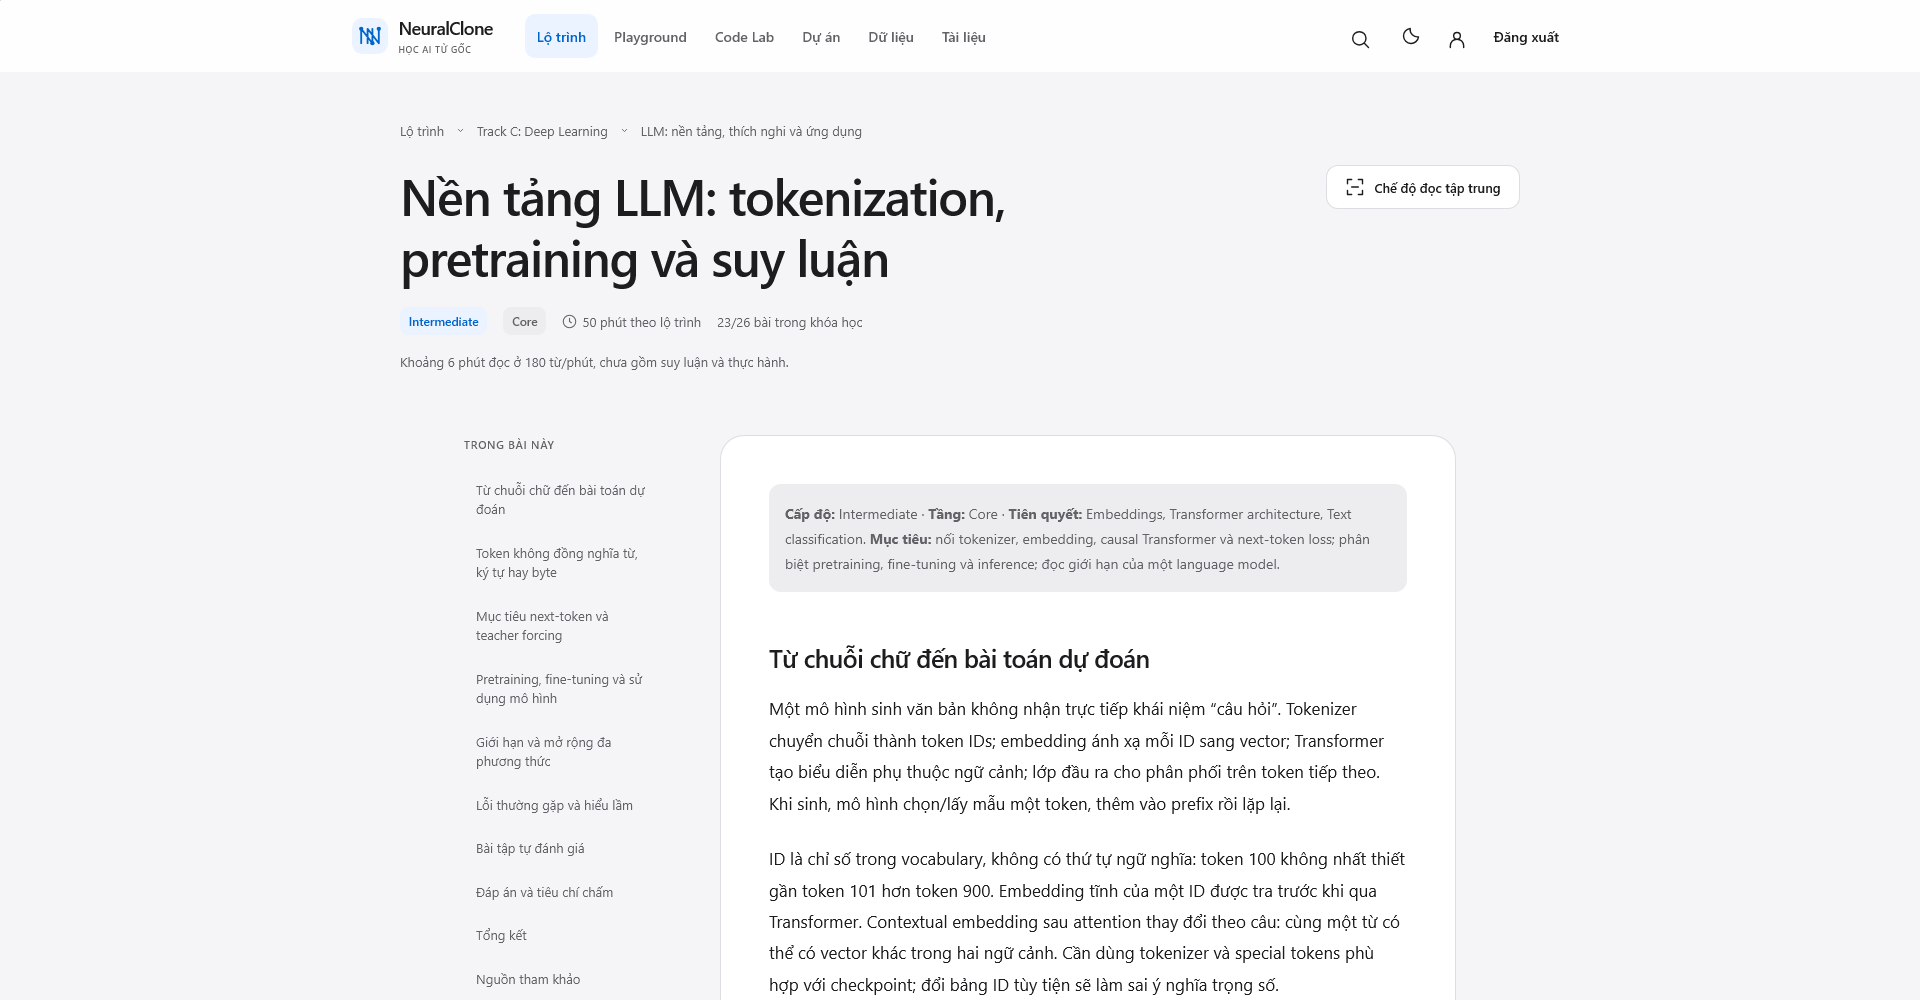 NeuralClone
HỌC AI TỪ GỐC
Lộ trình
Playground
Code Lab
Dự án
Dữ liệu
Tài liệu
Đăng xuất
Lộ trình
Track C: Deep Learning
LLM: nền tảng, thích nghi và ứng dụng
Nền tảng LLM: tokenization,
pretraining và suy luận
Chế độ đọc tập trung
Intermediate
Core
50 phút theo lộ trình
23/26 bài trong khóa học
Khoảng 6 phút đọc ở 180 từ/phút, chưa gồm suy luận và thực hành.
TRONG BÀI NÀY
Từ chuỗi chữ đến bài toán dự
đoán
Token không đồng nghĩa từ,
ký tự hay byte
Mục tiêu next-token và
teacher forcing
Pretraining, fine-tuning và sử
dụng mô hình
Giới hạn và mở rộng đa
phương thức
Lỗi thường gặp và hiểu lầm
Bài tập tự đánh giá
Đáp án và tiêu chí chấm
Tổng kết
Nguồn tham khảo
Cấp độ: Intermediate · Tầng: Core · Tiên quyết: Embeddings, Transformer architecture, Text
classification. Mục tiêu: nối tokenizer, embedding, causal Transformer và next-token loss; phân
biệt pretraining, fine-tuning và inference; đọc giới hạn của một language model.
Từ chuỗi chữ đến bài toán dự đoán
Một mô hình sinh văn bản không nhận trực tiếp khái niệm “câu hỏi”. Tokenizer
chuyển chuỗi thành token IDs; embedding ánh xạ mỗi ID sang vector; Transformer
tạo biểu diễn phụ thuộc ngữ cảnh; lớp đầu ra cho phân phối trên token tiếp theo.
Khi sinh, mô hình chọn/lấy mẫu một token, thêm vào prefix rồi lặp lại.
ID là chỉ số trong vocabulary, không có thứ tự ngữ nghĩa: token 100 không nhất thiết
gần token 101 hơn token 900. Embedding tĩnh của một ID được tra trước khi qua
Transformer. Contextual embedding sau attention thay đổi theo câu: cùng một từ có
thể có vector khác trong hai ngữ cảnh. Cần dùng tokenizer và special tokens phù
hợp với checkpoint; đổi bảng ID tùy tiện sẽ làm sai ý nghĩa trọng số.